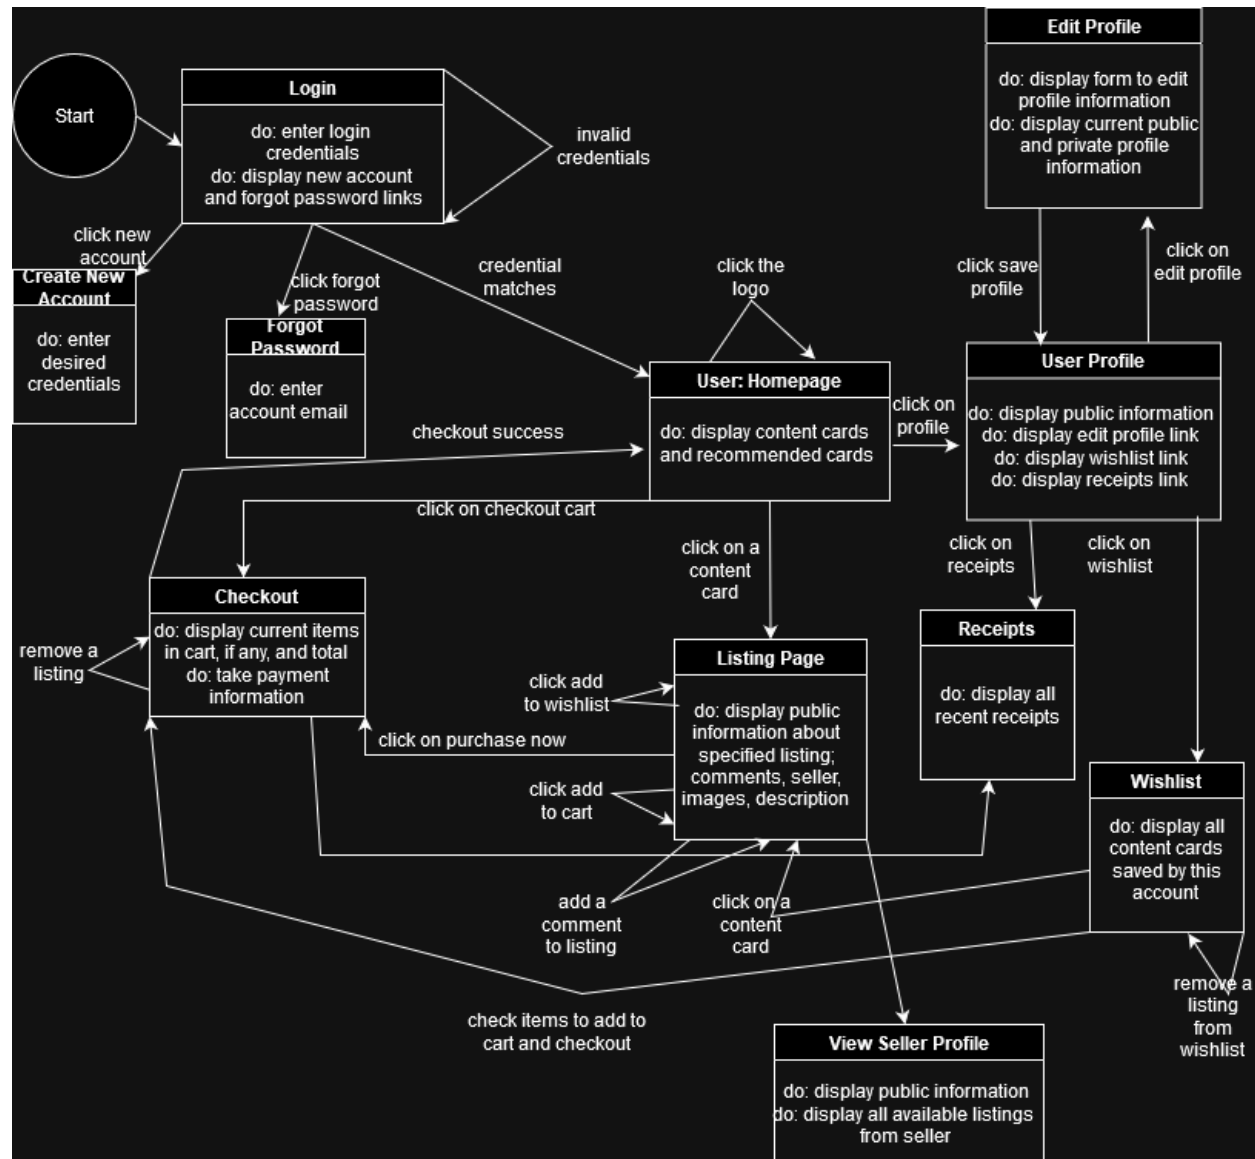 Edit Profile
do: display form to edit
profile information
do: display current public
and private profile
information
Start
Login
do: enter login
credentials
do: display new account
and forgot password links
invalid
credentials
click new
account
Create New
Account
do: enter
desired
credentials
click forgot
password
Forgot
Password
do: enter
account email
credential
matches
click the
logo
click save
profile
click on
edit profile
User: Homepage
do: display content cards
and recommended cards
click on
profile
User Profile
do: display public information
do: display edit profile link
do: display wishlist link
do: display receipts link
checkout success
click on checkout cart
click on a
content
card
click on
receipts
click on
wishlist
Checkout
do: display current items
in cart, if any, and total
do: take payment
information
remove a
listing
Listing Page
do: display public
information about
specified listing;
comments, seller,
images, description
click add
to wishlist
click on purchase now
click add
to cart
add a
comment
to listing
click on a
content
card
Receipts
do: display all
recent receipts
Wishlist
do: display all
content cards
saved by this
account
remove a
listing
from
wishlist
check items to add to
cart and checkout
View Seller Profile
do: display public information
do: display all available listings
from seller